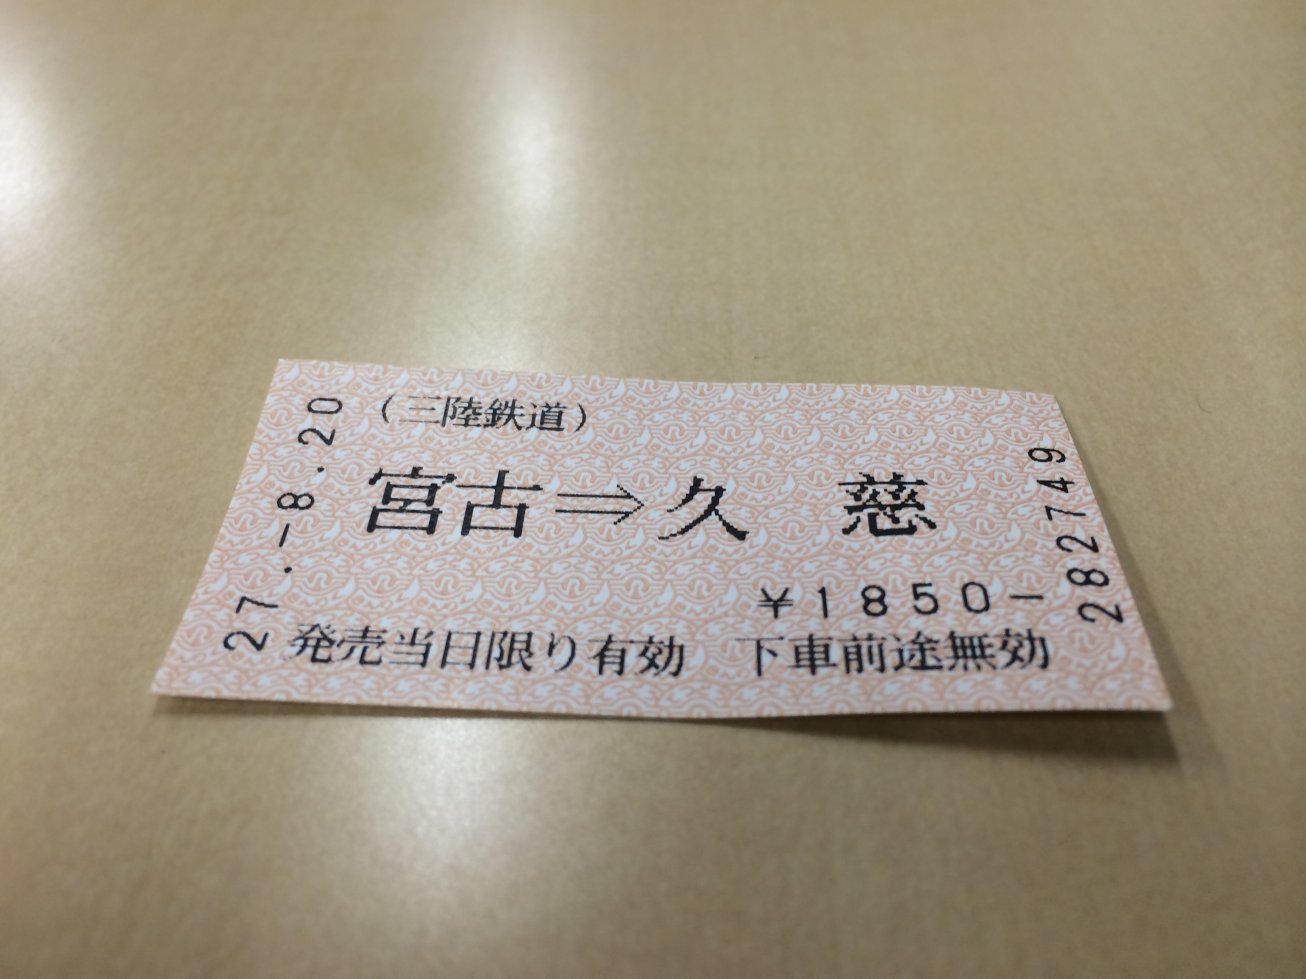 (三陸鉄道)
宮古⇒久 慈
¥1850-
発売当日限り有効 下車前途無効
27.-8.20
282749